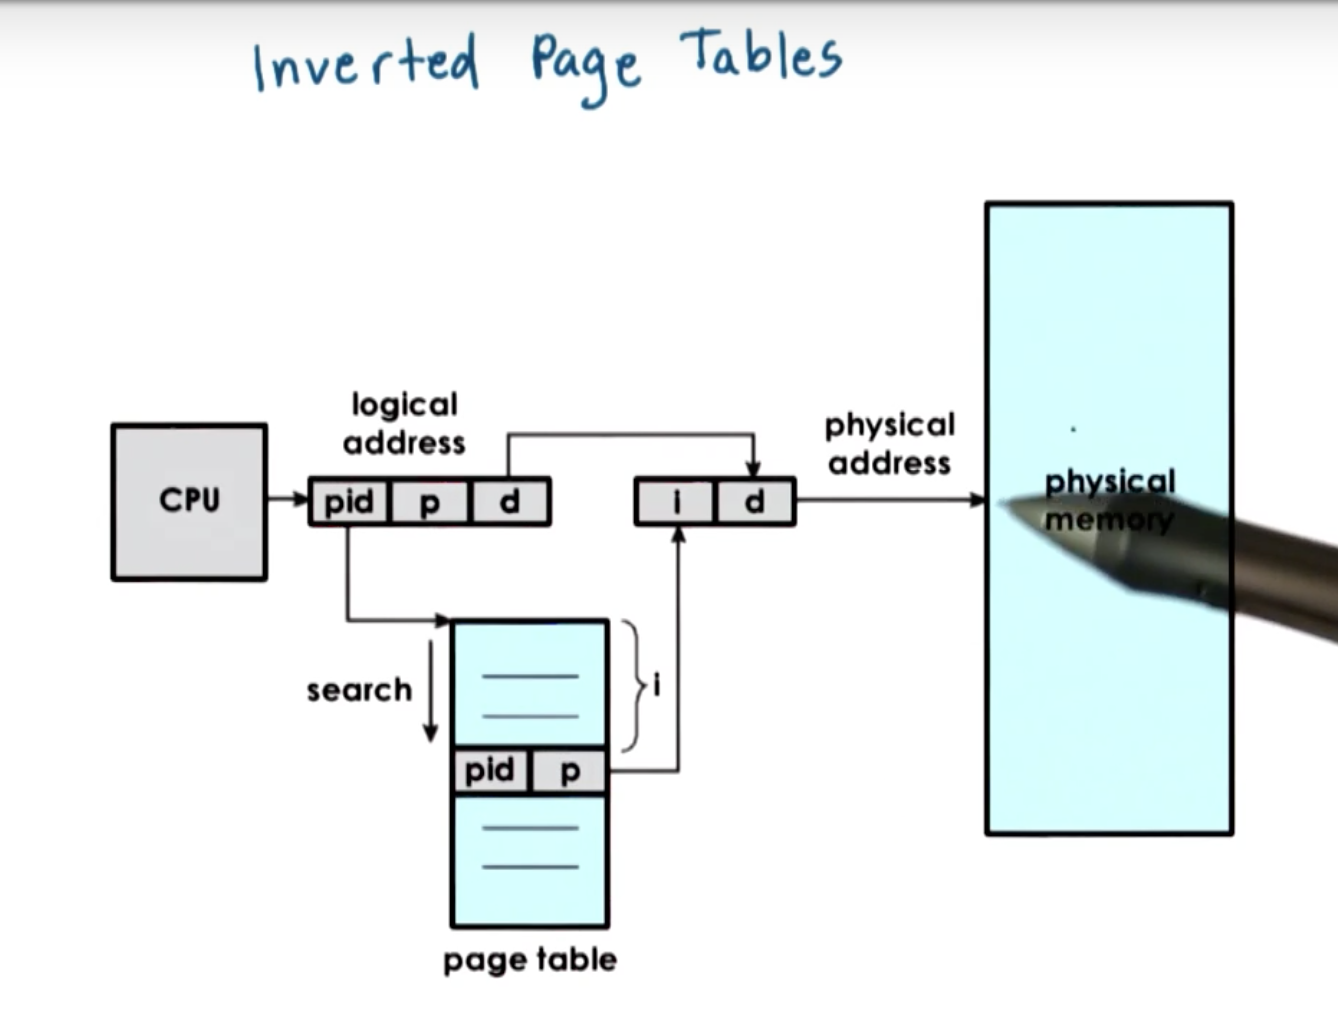 Inverted Page Tables
logical
address
physical
address
CPU
pid p d
i d
physical
memory
search
i
pid p
page table